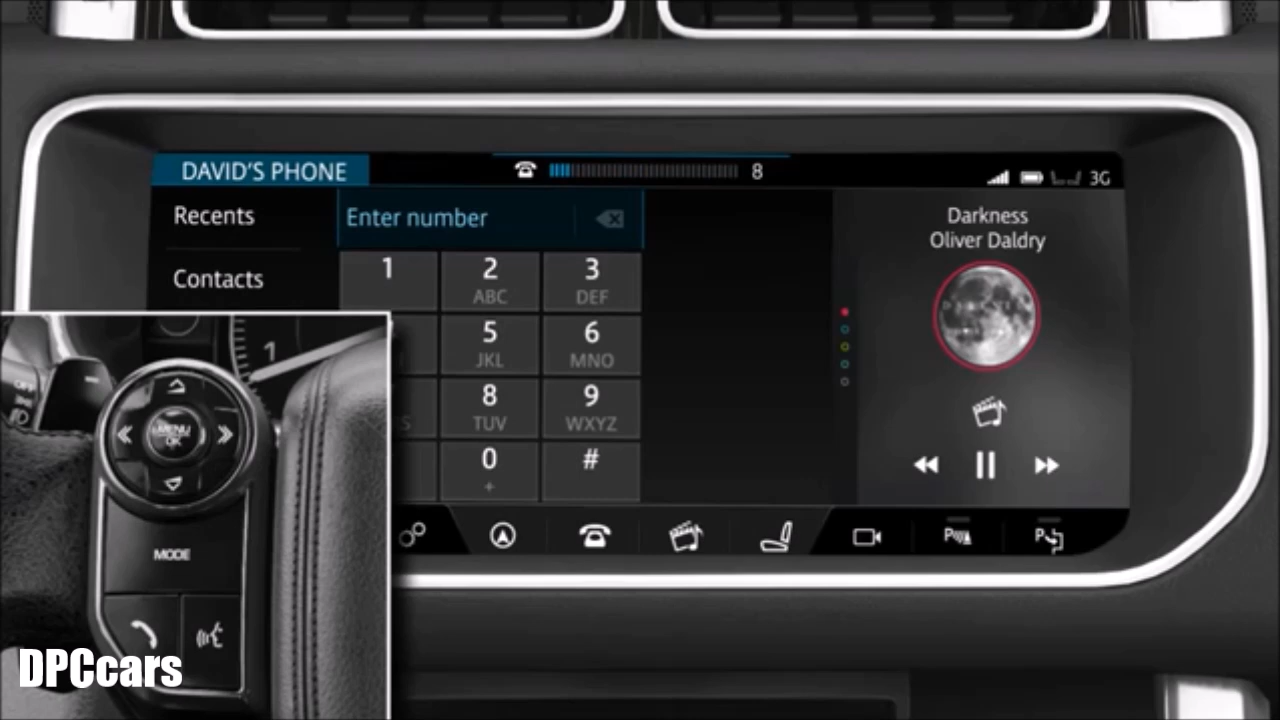 DAVID'S PHONE
8
3G
Recents
Enter number
Contacts
Darkness
Oliver Daldry
1
2
ABC
3
DEF
5
JKL
6
MNO
8
TUV
9
WXYZ
0
+
#
1
MENU
OK
MODE
DPCcars